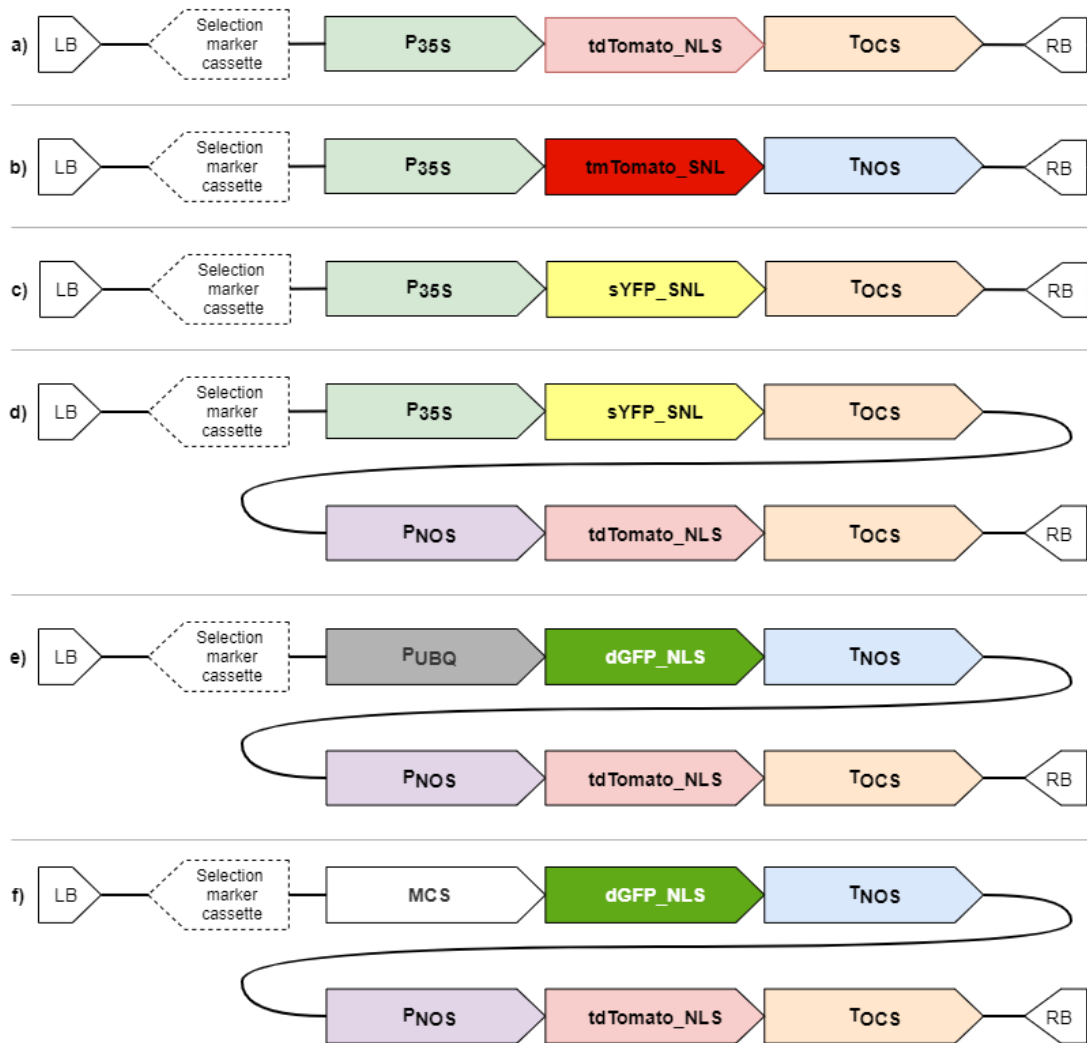 a) LB Selection marker cassette P35S tdTomato_NLS TOCS RB
b) LB Selection marker cassette P35S tmTomato_SNL TNOS RB
c) LB Selection marker cassette P35S sYFP_SNL TOCS RB
d) LB Selection marker cassette P35S sYFP_SNL TOCS
PNOS tdTomato_NLS TOCS RB
e) LB Selection marker cassette PUBQ dGFP_NLS TNOS
PNOS tdTomato_NLS TOCS RB
f) LB Selection marker cassette MCS dGFP_NLS TNOS
PNOS tdTomato_NLS TOCS RB